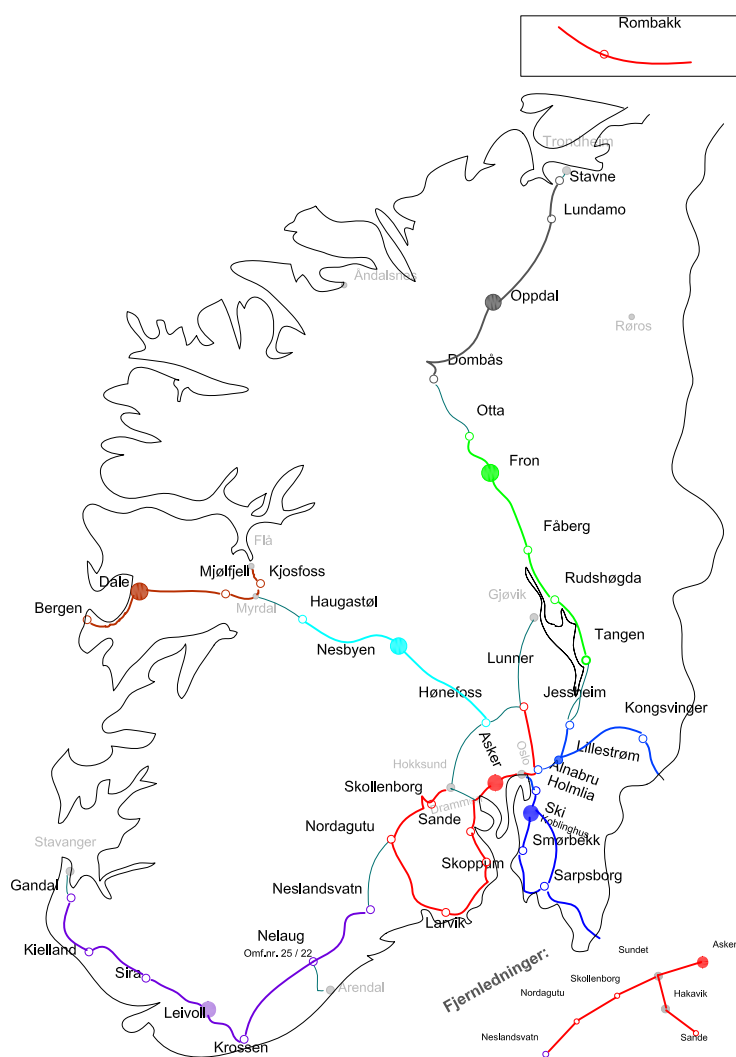 Rombakk
Trondheim
Stavne
Lundamo
Åndalsnes
Oppdal
Røros
Dombås
Otta
Fron
Fåberg
Flå
Mjølfjell
Kjosfoss
Dale
Rudshøgda
Myrdal
Haugastøl
Gjøvik
Bergen
Tangen
Nesbyen
Lunner
Hønefoss
Jessheim
Kongsvinger
Asker
Oslo
Lillestrøm
Hokksund
Alnabru
Skollenborg
Holmlia
Dramme
Sande
Ski
Koblinghus
Nordagutu
Smørbekk
Stavanger
Skoppum
Gandal
Neslandsvatn
Sarpsborg
Larvik
Kielland
Nelaug
Omf.nr. 25 / 22
Sira
Arendal
Leivoll.
Krossen
Fjernledninger:
Sundet
Asker
Skollenborg
Nordagutu
Hakavik
Sande
Neslandsvatn